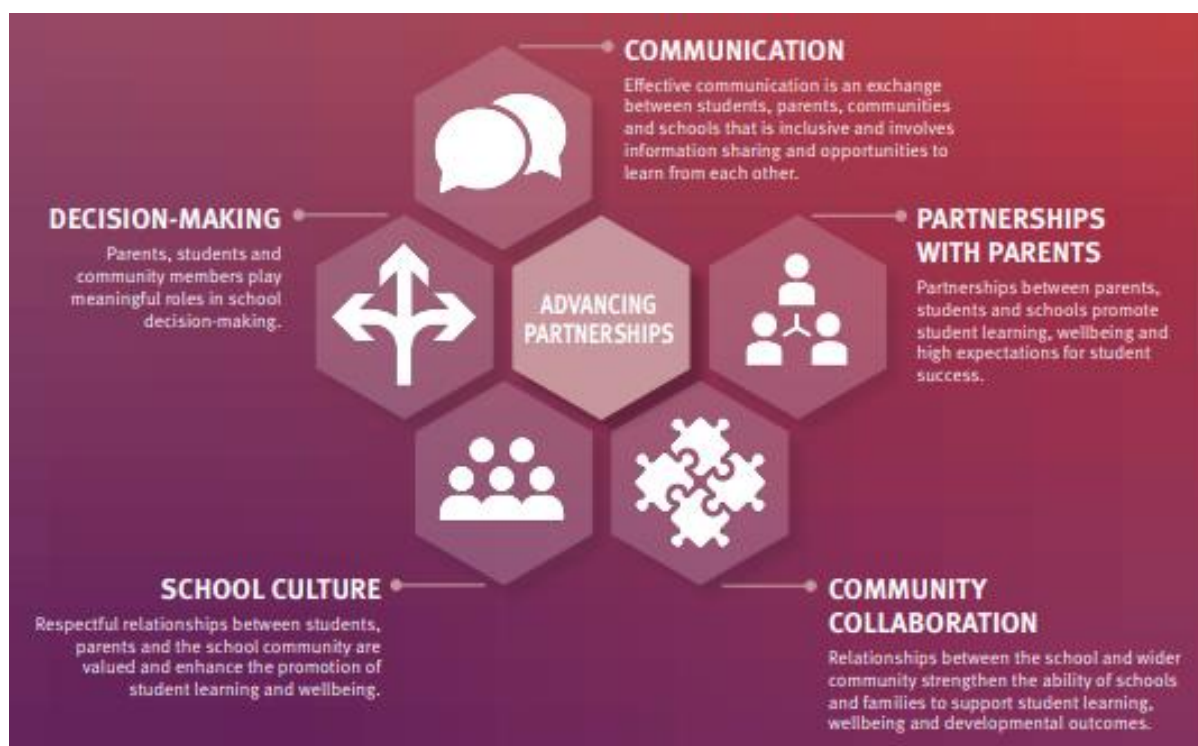 COMMUNICATION
Effective communication is an exchange
between students, parents, communities
and schools that is inclusive and involves
information sharing and opportunities to
learn from each other.
DECISION-MAKING
Parents, students and
community members play
meaningful roles in school
decision-making.
ADVANCING
PARTNERSHIPS
PARTNERSHIPS
WITH PARENTS
Partnerships between parents,
students and schools promote
student learning, wellbeing and
high expectations for student
success.
SCHOOL CULTURE
Respectful relationships between students,
parents and the school community are
valued and enhance the promotion of
student learning and wellbeing.
COMMUNITY
COLLABORATION
Relationships between the school and wider
community strengthen the ability of schools
and families to support student learning,
wellbeing and developmental outcomes.